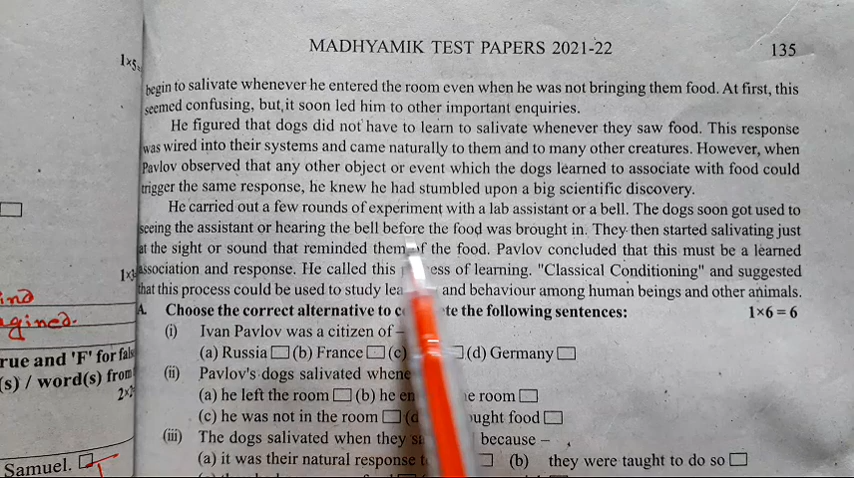 MADHYAMIK TEST PAPERS 2021-22 135
1×5
begin to salivate whenever he entered the room even when he was not bringing them food. At first, this
seemed confusing, but it soon led him to other important enquiries.
He figured that dogs did not have to learn to salivate whenever they saw food. This response
was wired into their systems and came naturally to them and to many other creatures. However, when
Pavlov observed that any other object or event which the dogs learned to associate with food could
trigger the same response, he knew he had stumbled upon a big scientific discovery.
He carried out a few rounds of experiment with a lab assistant or a bell. The dogs soon got used to
seeing the assistant or hearing the bell before the food was brought in. They then started salivating just
at the sight or sound that reminded them of the food. Pavlov concluded that this must be a learned
association and response. He called this of learning. "Classical Conditioning" and suggested
that this process could be used to study and behaviour among human beings and other animals.
A. Choose the correct alternative to the following sentences: 1×6=6
(i) Ivan Pavlov was a citizen of –
(a) Russia (b) France (c) (d) Germany
(ii) Pavlov's dogs salivated
(a) he left the room (b) he room
(c) he was not in the room food
(iii) The dogs salivated when they because –
(a) it was their natural response (b) they were taught to do so
rue and 'F' for
(s) / word(s) from
Samuel.